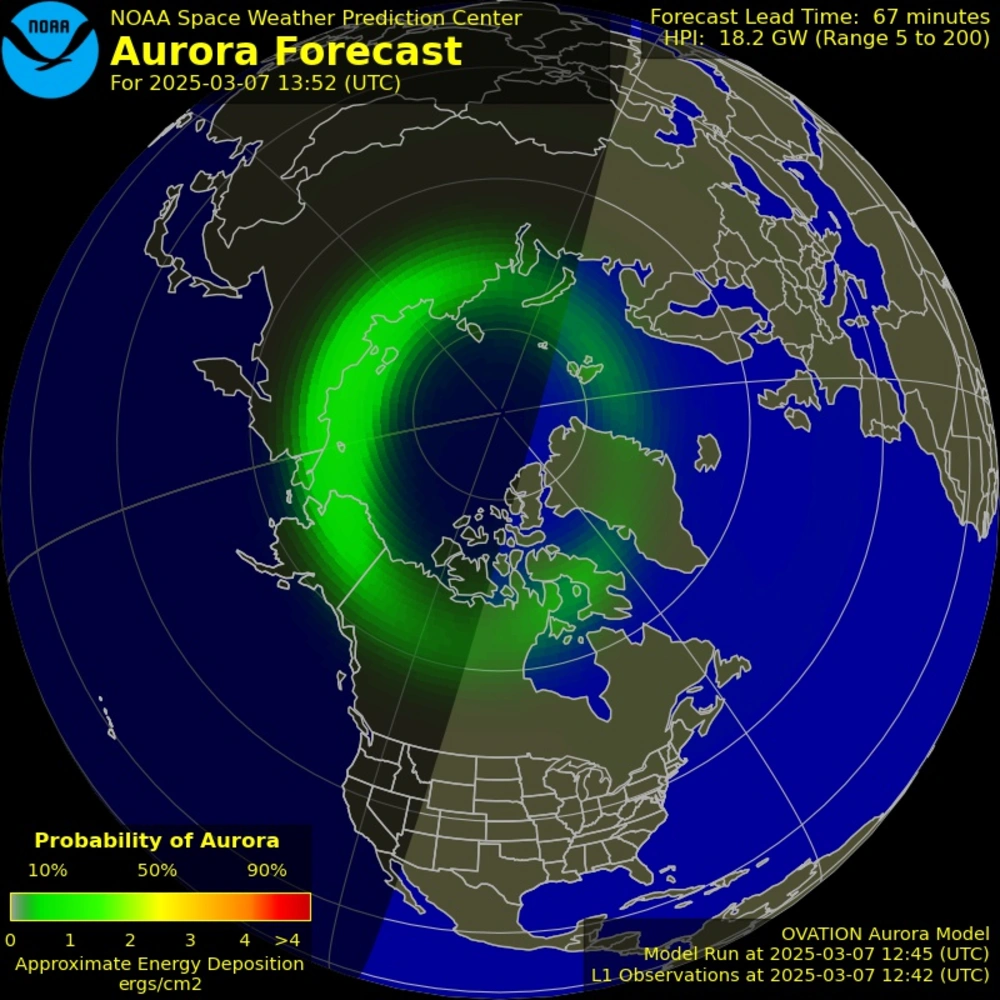 NOAA
NOAA Space Weather Prediction Center
Aurora Forecast
For 2025-03-07 13:52 (UTC)
Forecast Lead Time: 67 minutes
HPI: 18.2 GW (Range 5 to 200)
Probability of Aurora
10% 50% 90%
0 1 2 3 4 >4
Approximate Energy Deposition
ergs/cm2
OVATION Aurora Model
Model Run at 2025-03-07 12:45 (UTC)
L1 Observations at 2025-03-07 12:42 (UTC)